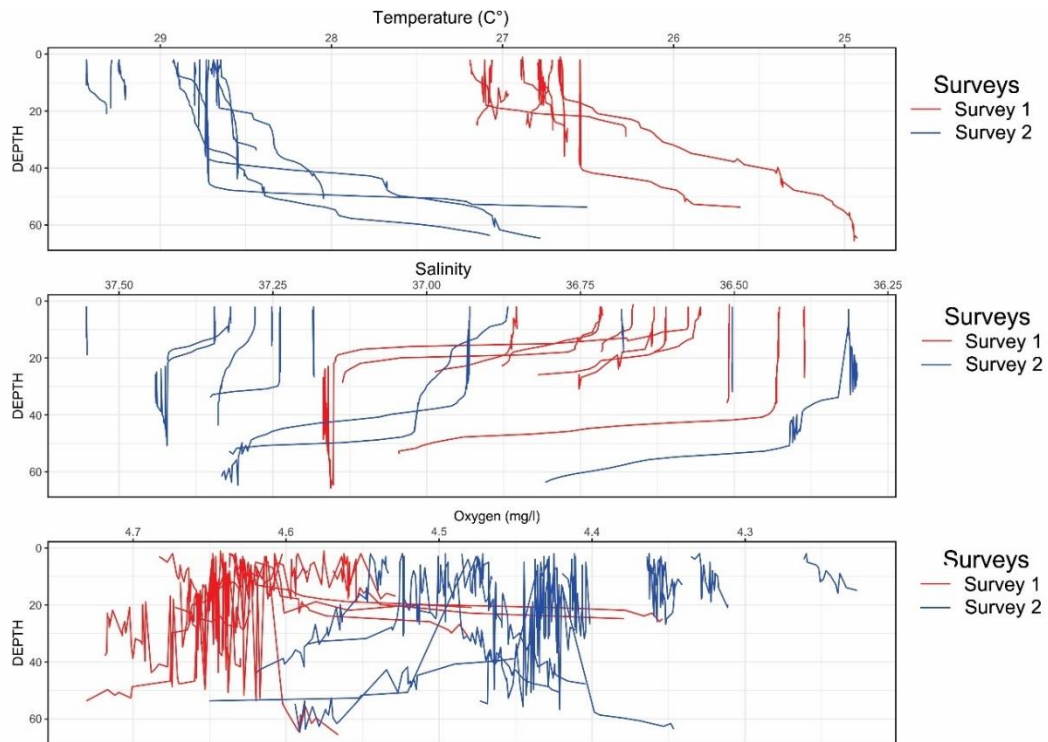 Temperature (C°)
29 28 27 26 25
0
20
40
60
DEPTH
Surveys
Survey 1
Survey 2
Salinity
37.50 37.25 37.00 36.75 36.50 36.25
0
20
40
60
DEPTH
Surveys
Survey 1
Survey 2
Oxygen (mg/l)
4.7 4.6 4.5 4.4 4.3
0
20
40
60
DEPTH
Surveys
Survey 1
Survey 2